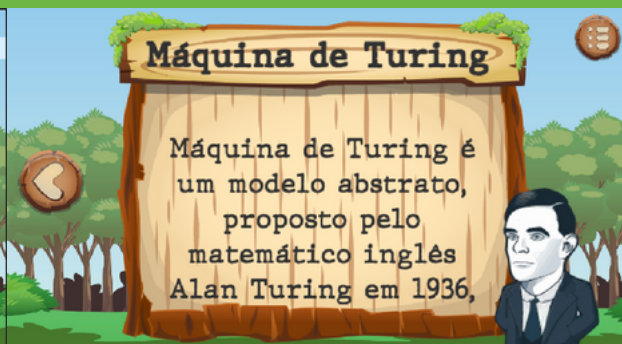 Máquina de Turing
Máquina de Turing é
um modelo abstrato,
proposto pelo
matemático inglês
Alan Turing em 1936,